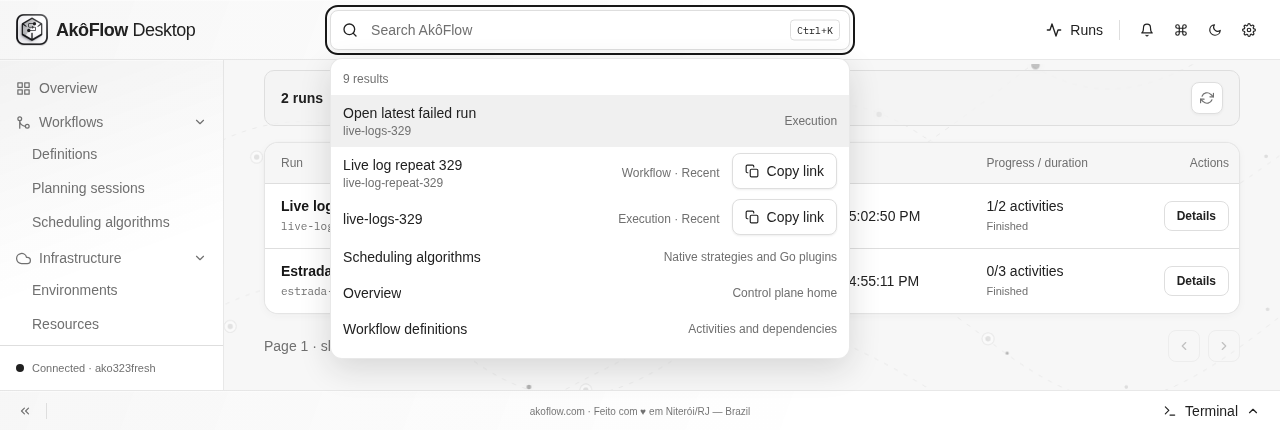 AkôFlow Desktop
Search AkôFlow
Ctrl+K
Runs
Overview
Workflows
Definitions
Planning sessions
Scheduling algorithms
Infrastructure
Environments
Resources
Connected · ako323fresh
2 runs
Run
Progress / duration
Actions
Live log
5:02:50 PM
1/2 activities
Finished
Details
Estrada
estrada-
4:55:11 PM
0/3 activities
Finished
Details
Page 1 ·
9 results
Open latest failed run
live-logs-329
Execution
Live log repeat 329
live-log-repeat-329
Workflow · Recent
Copy link
live-logs-329
Execution · Recent
Copy link
Scheduling algorithms
Native strategies and Go plugins
Overview
Control plane home
Workflow definitions
Activities and dependencies
akoflow.com · Feito com ♥ em Niterói/RJ — Brazil
Terminal